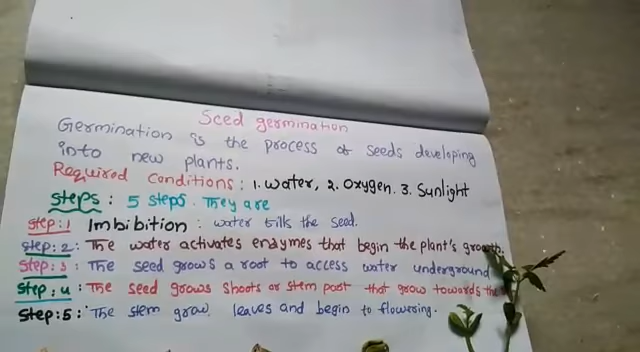 Seed germination
Germination is the process of seeds developing
into new plants.
Required Conditions: 1. Water, 2. Oxygen. 3. Sunlight
Steps: 5 steps. They are
Step:1 Imbibition: water fills the seed.
Step:2: The water activates enzymes that begin the plant's growth.
Step:3: The seed grows a root to access water underground
Step:4: The seed grows shoots or stem part that grow towards the
Step:5: The stem grow leaves and begin to flowering.